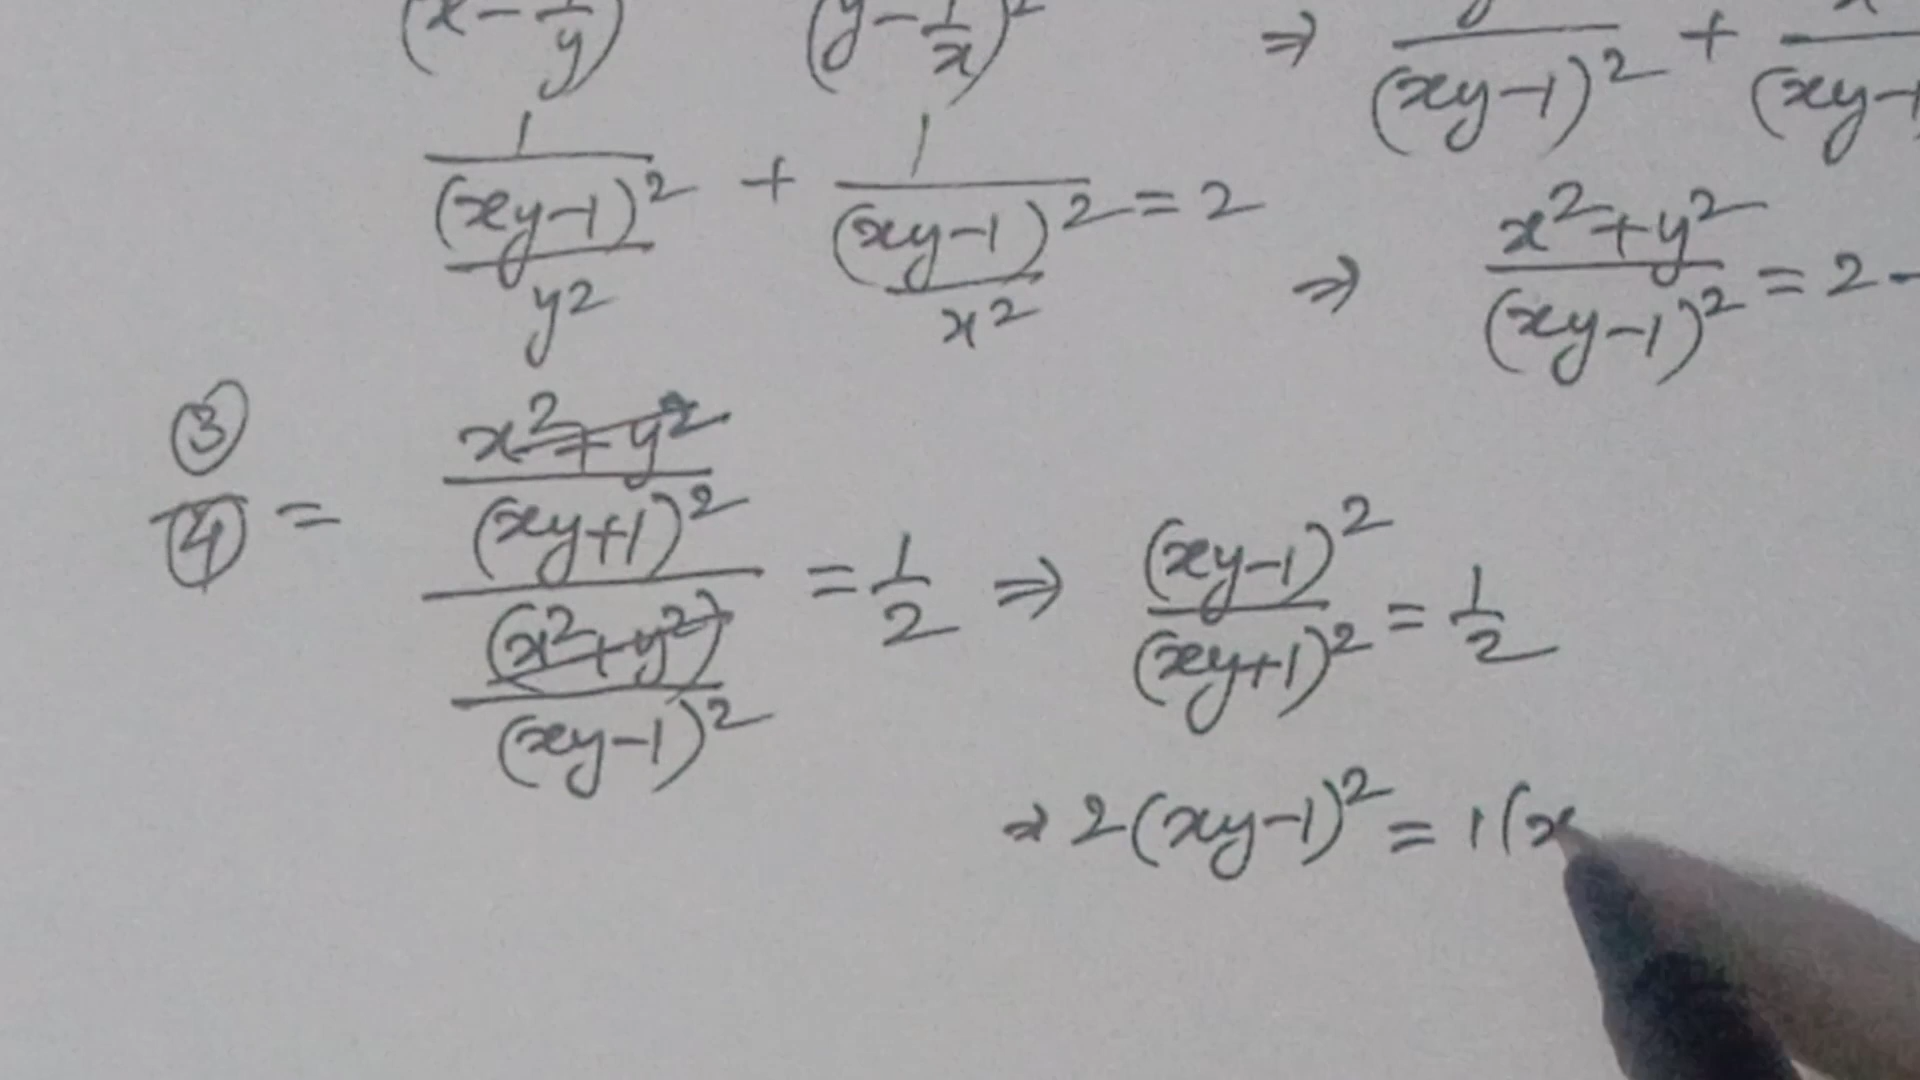 (x - 1/y) (y - 1/x)² ⇒ y/(xy-1)² + x/(xy-1
1/((xy-1)²/y²) + 1/((xy-1)²/x²) = 2 ⇒ (x²+y²)/(xy-1)² = 2 -
③/④ = ((x²+y²)/(xy+1)²)/((x²+y²)/(xy-1)²) = 1/2 ⇒ (xy-1)²/(xy+1)² = 1/2
⇒ 2(xy-1)² = 1(x